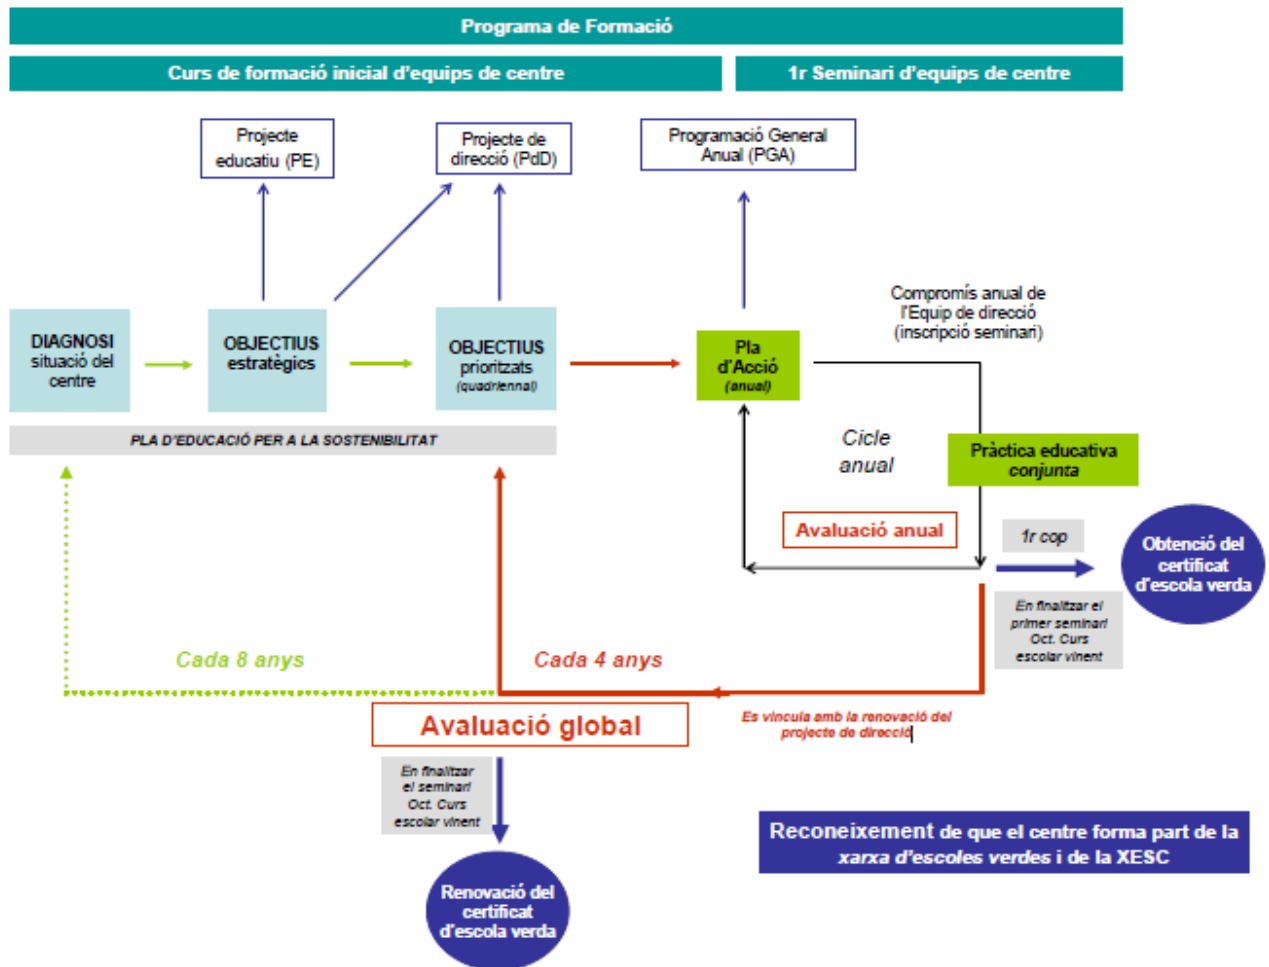 Programa de Formació
Curs de formació inicial d'equips de centre
1r Seminari d'equips de centre
Projecte
educatiu (PE)
Projecte de
direcció (PdD)
Programació General
Anual (PGA)
Compromís anual de
l'Equip de direcció
(inscripció seminari)
DIAGNOSI
situació del
centre
OBJECTIUS
estratègics
OBJECTIUS
prioritzats
(quadriennal)
Pla
d'Acció
(anual)
PLA D'EDUCACIÓ PER A LA SOSTENIBILITAT
Cicle
anual
Pràctica educativa
conjunta
Avaluació anual
1r cop
Obtenció del
certificat
d'escola verda
En finalitzar el
primer seminari
Oct. Curs
escolar vinent
Cada 8 anys
Cada 4 anys
Avaluació global
Es vincula amb la renovació del
projecte de direcció
En finalitzar
el seminari
Oct. Curs
escolar vinent
Reconeixement de que el centre forma part de la
xarxa d'escoles verdes i de la XESC
Renovació del
certificat
d'escola verda